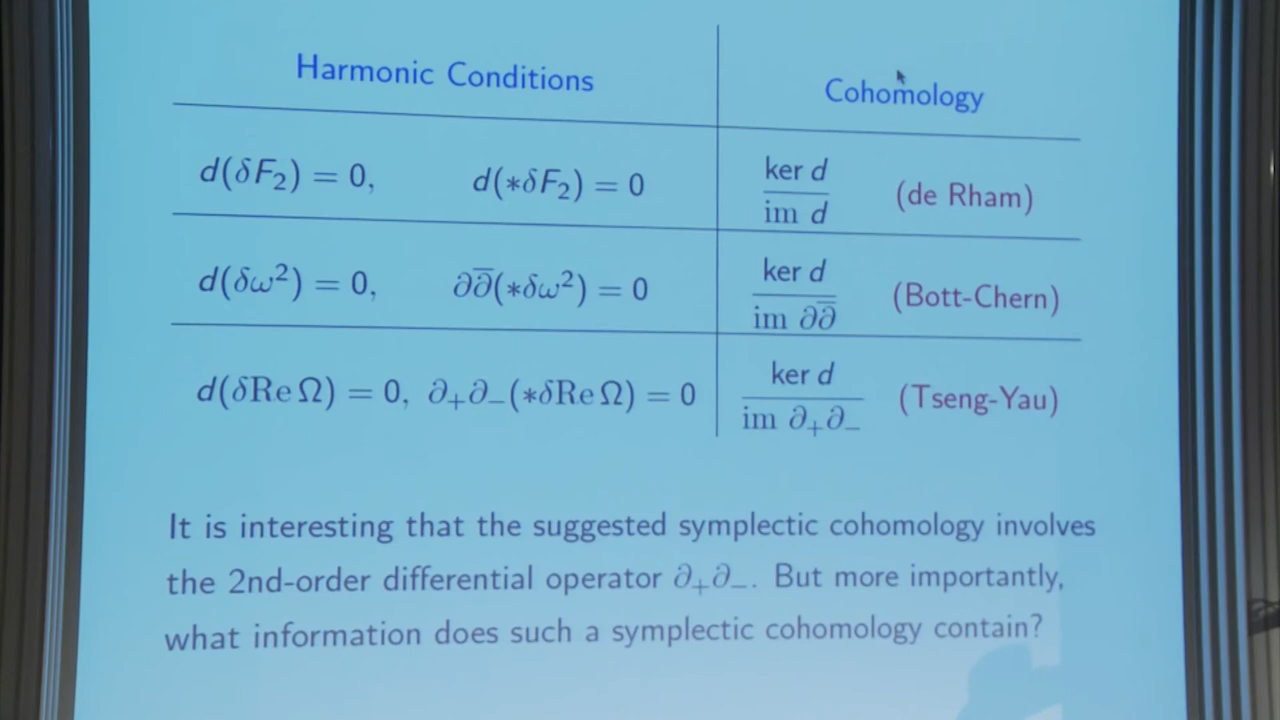 Harmonic Conditions Cohomology
d(δF₂) = 0, d(*δF₂) = 0 ker d / im d (de Rham)
d(δω²) = 0, ∂∂̅(*δω²) = 0 ker d / im ∂∂̅ (Bott-Chern)
d(δRe Ω) = 0, ∂₊∂₋(*δRe Ω) = 0 ker d / im ∂₊∂₋ (Tseng-Yau)
It is interesting that the suggested symplectic cohomology involves
the 2nd-order differential operator ∂₊∂₋. But more importantly,
what information does such a symplectic cohomology contain?